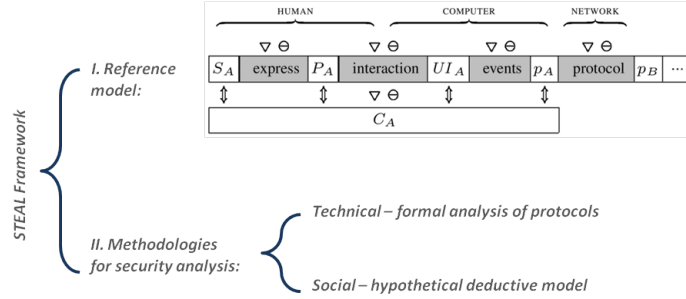 HUMAN COMPUTER NETWORK
S_A express P_A interaction UI_A events p_A protocol p_B ...
C_A
STEAL Framework
I. Reference
model:
II. Methodologies
for security analysis:
Technical – formal analysis of protocols
Social – hypothetical deductive model